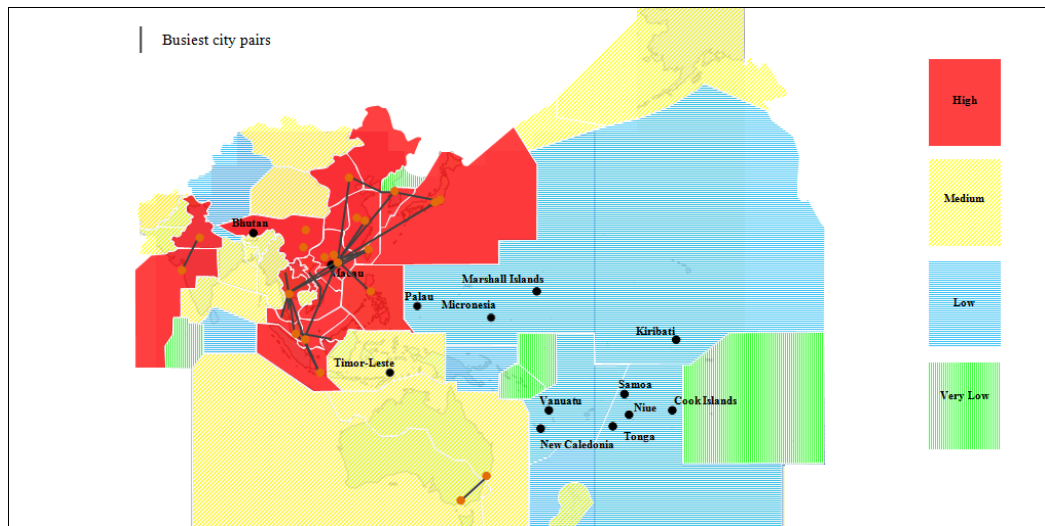 Busiest city pairs
High
Medium
Bhutan
Macau
Marshall Islands
Palau
Micronesia
Low
Kiribati
Timor-Leste
Samoa
Vanuatu
Niue
Cook Islands
Very Low
New Caledonia
Tonga